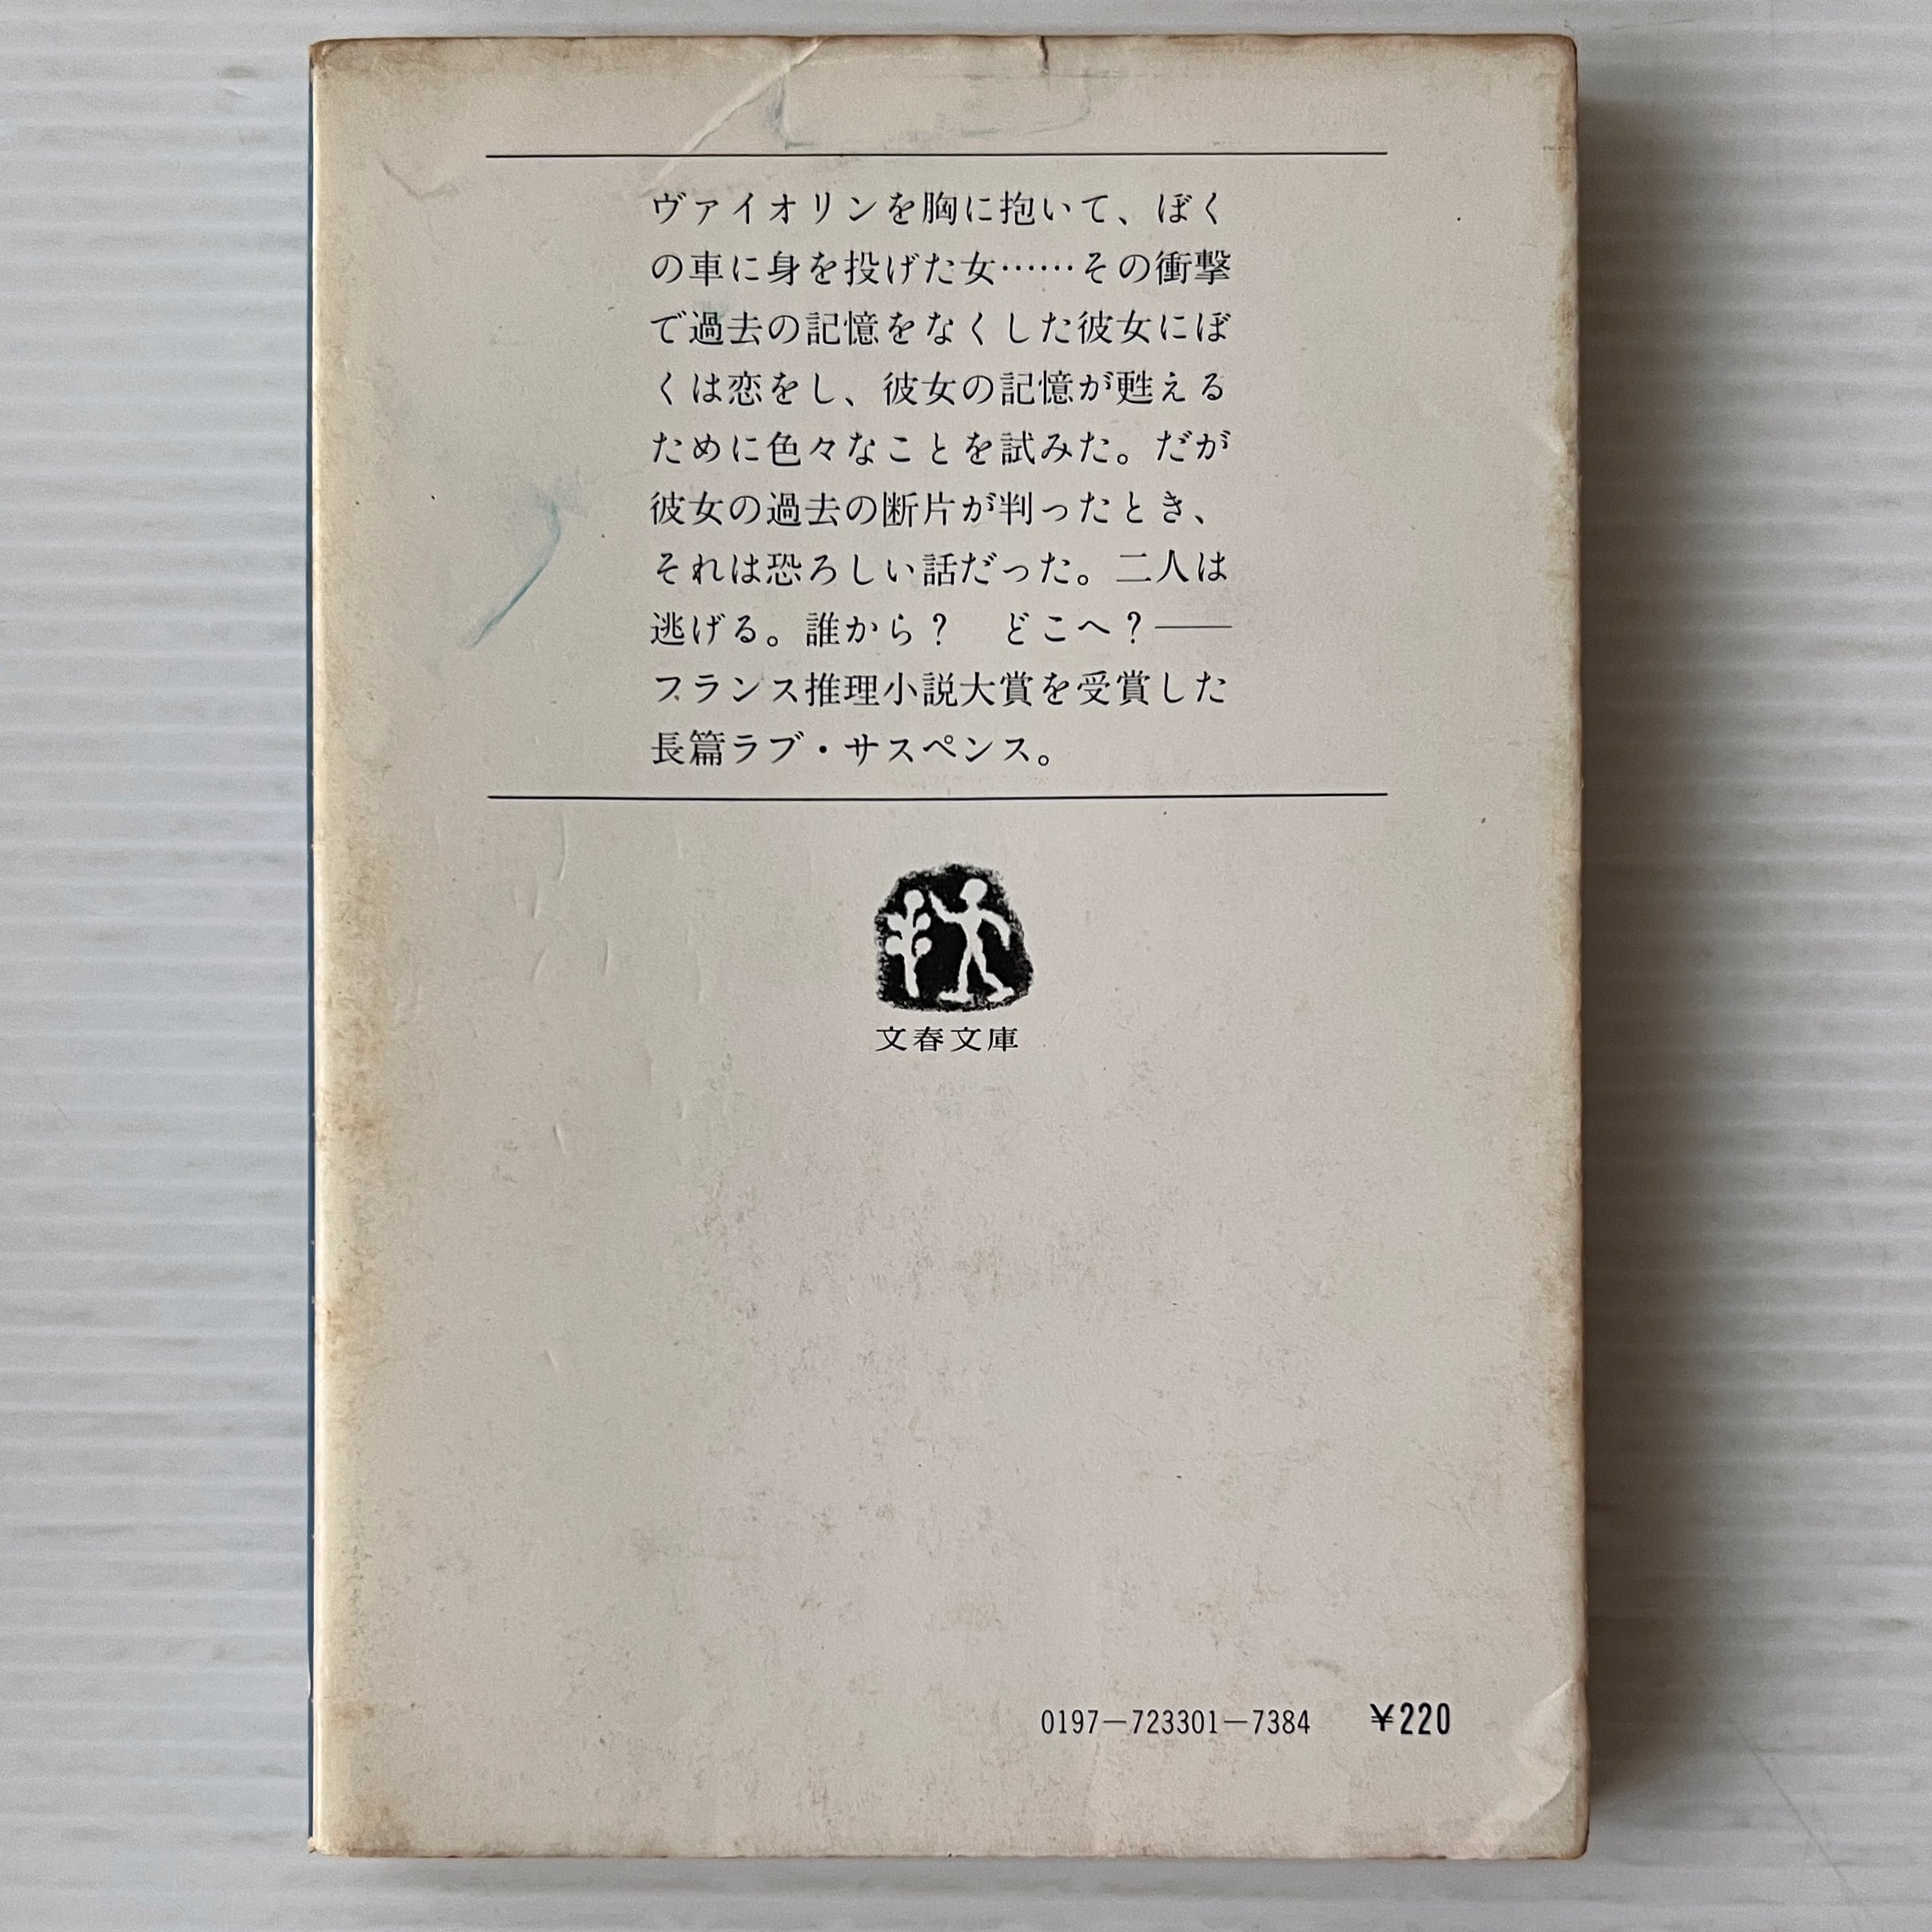 ヴァイオリンを胸に抱いて、ぼく
の車に身を投げた女……その衝撃
で過去の記憶をなくした彼女にぼ
くは恋をし、彼女の記憶が甦える
ために色々なことを試みた。だが
彼女の過去の断片が判ったとき、
それは恐ろしい話だった。二人は
逃げる。誰から？　どこへ？――
フランス推理小説大賞を受賞した
長篇ラブ・サスペンス。
文春文庫
0197-723301-7384　￥220